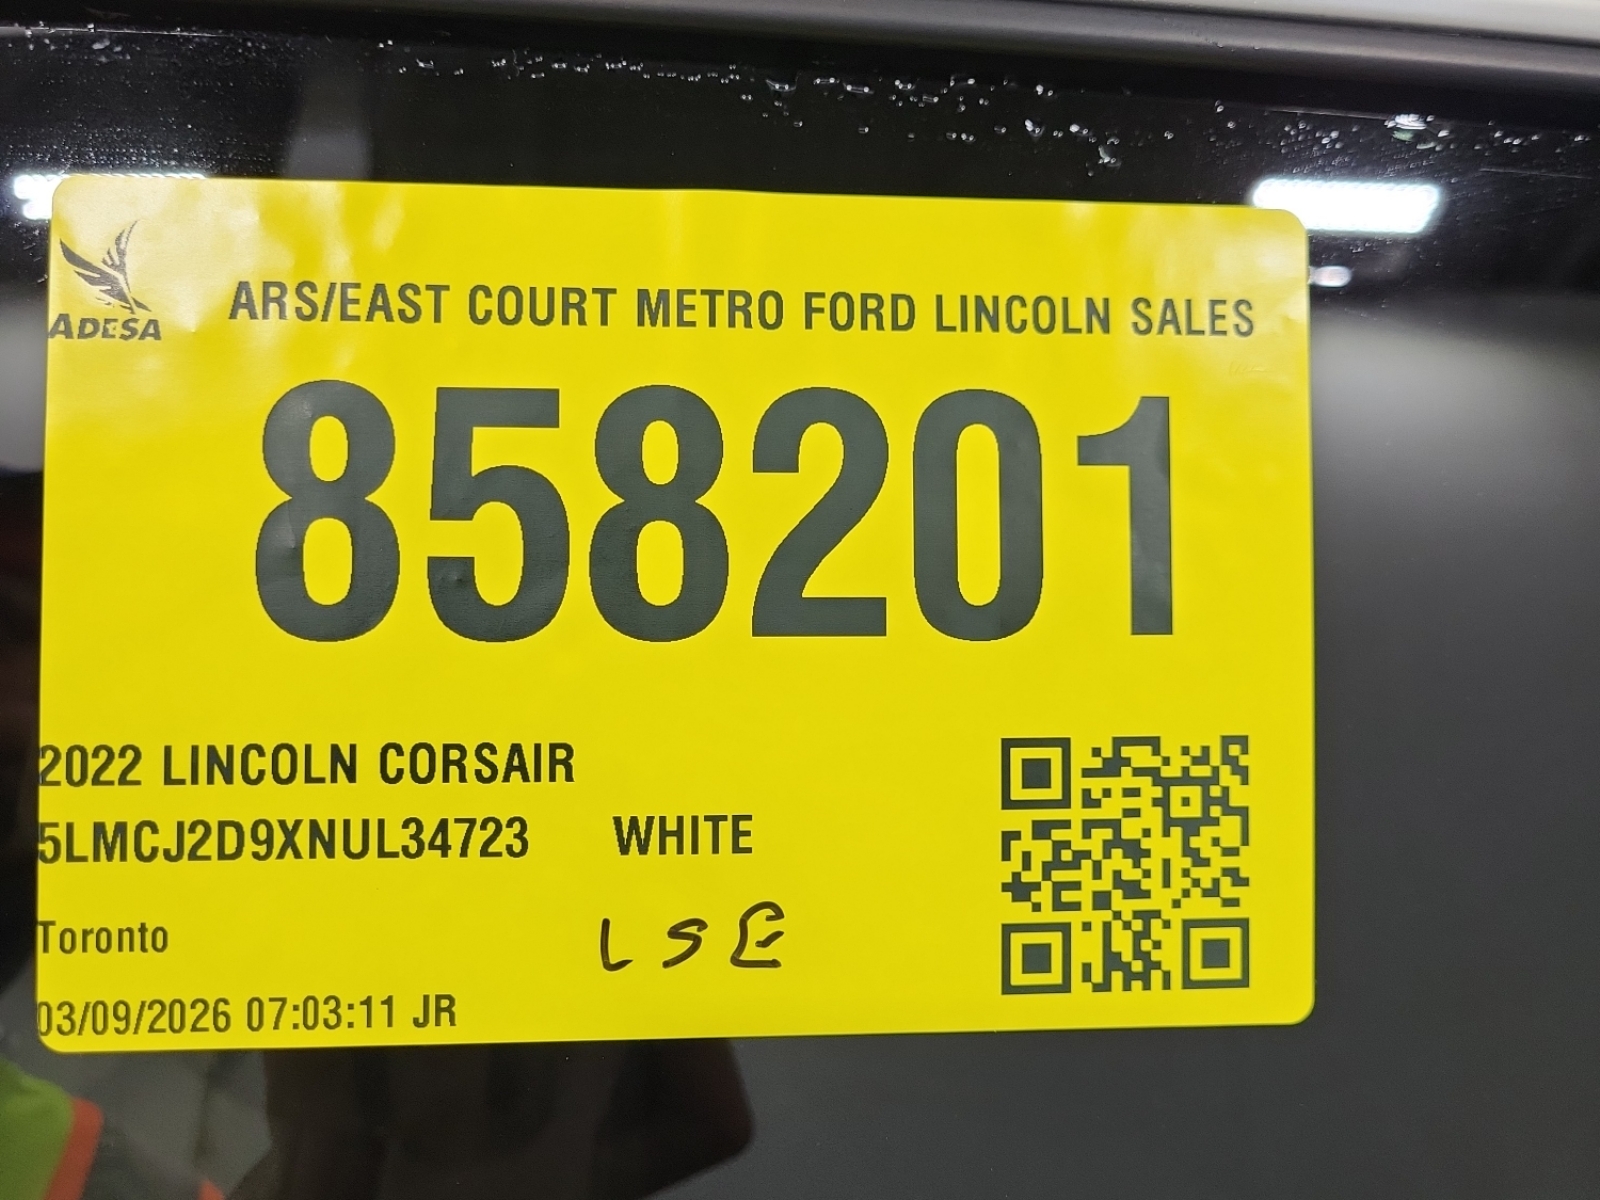 ADESA
ARS/EAST COURT METRO FORD LINCOLN SALES
858201
2022 LINCOLN CORSAIR
5LMCJ2D9XNUL34723 WHITE
Toronto
LSE
03/09/2026 07:03:11 JR